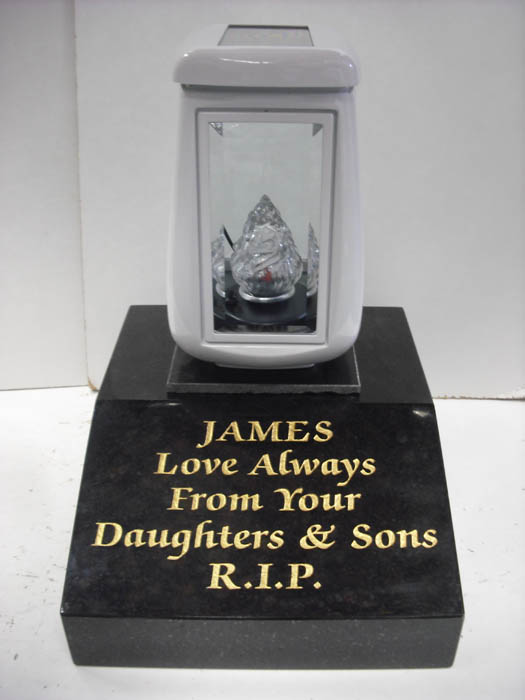 JAMES
Love Always
From Your
Daughters & Sons
R.I.P.